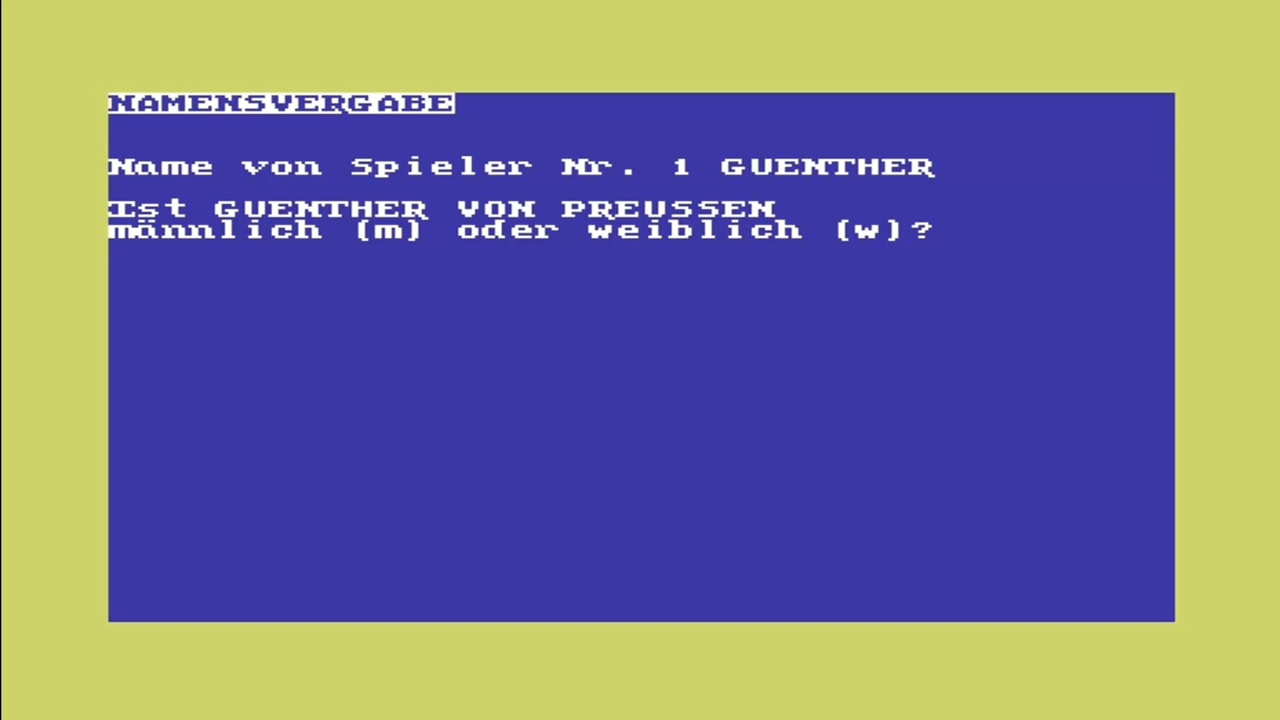 NAMENSVERGABE
Name von Spieler Nr. 1 GUENTHER
Ist GUENTHER VON PREUSSEN
männlich (m) oder weiblich (w)?